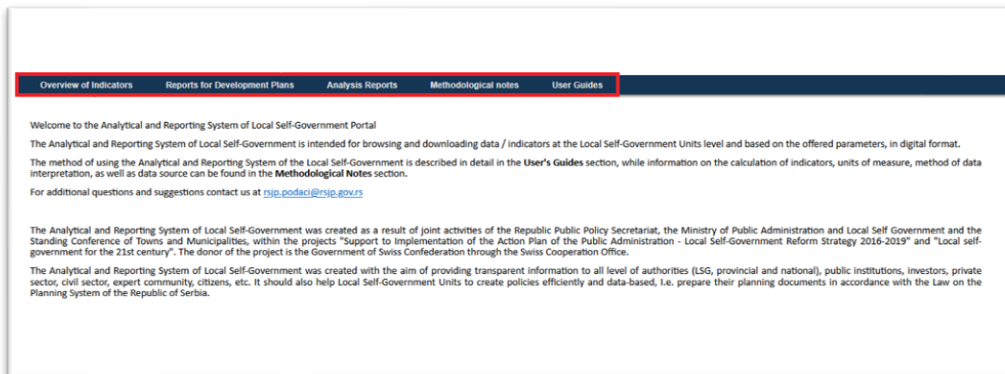 Overview of Indicators Reports for Development Plans Analysis Reports Methodological notes User Guides
Welcome to the Analytical and Reporting System of Local Self-Government Portal
The Analytical and Reporting System of Local Self-Government is intended for browsing and downloading data / indicators at the Local Self-Government Units level and based on the offered parameters, in digital format.
The method of using the Analytical and Reporting System of the Local Self-Government is described in detail in the User's Guides section, while information on the calculation of indicators, units of measure, method of data
interpretation, as well as data source can be found in the Methodological Notes section.
For additional questions and suggestions contact us at rsjp.podaci@rsjp.gov.rs
The Analytical and Reporting System of Local Self-Government was created as a result of joint activities of the Republic Public Policy Secretariat, the Ministry of Public Administration and Local Self Government and the
Standing Conference of Towns and Municipalities, within the projects "Support to Implementation of the Action Plan of the Public Administration - Local Self-Government Reform Strategy 2016-2019" and "Local self-
government for the 21st century". The donor of the project is the Government of Swiss Confederation through the Swiss Cooperation Office.
The Analytical and Reporting System of Local Self-Government was created with the aim of providing transparent information to all level of authorities (LSG, provincial and national), public institutions, investors, private
sector, civil sector, expert community, citizens, etc. It should also help Local Self-Government Units to create policies efficiently and data-based, I.e. prepare their planning documents in accordance with the Law on the
Planning System of the Republic of Serbia.